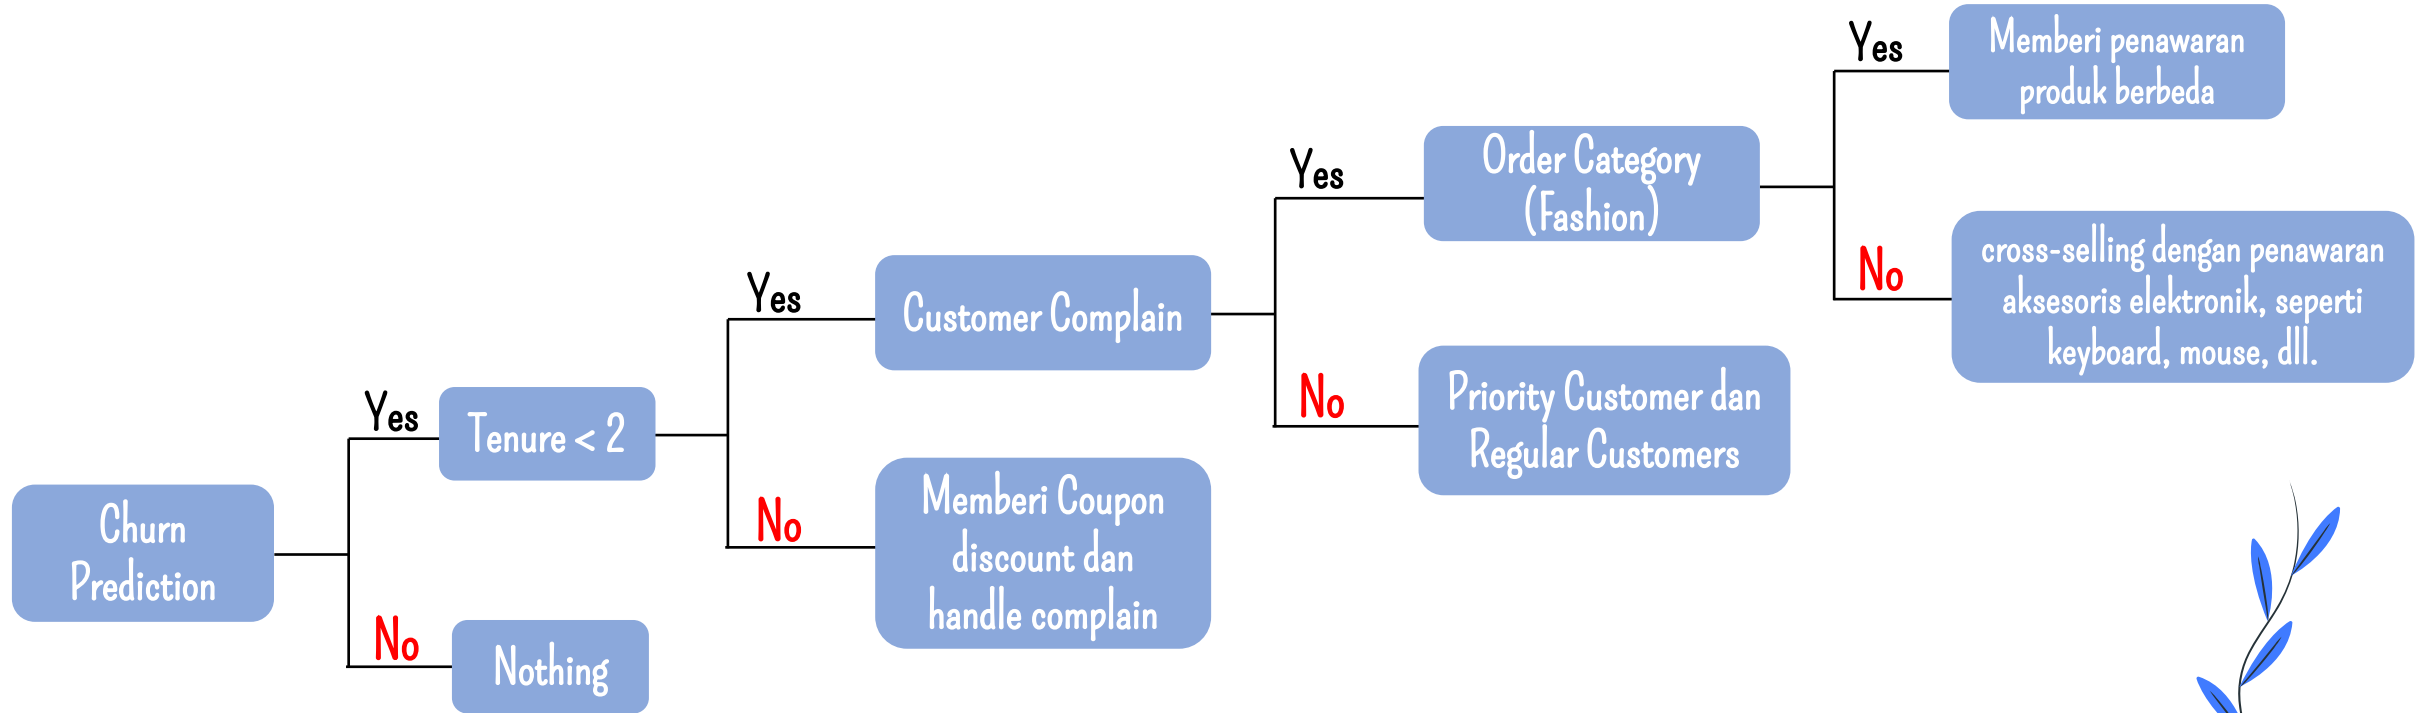 Churn
Prediction
Yes
Tenure < 2
No
Nothing
Yes
Customer Complain
No
Memberi Coupon
discount dan
handle complain
Yes
Order Category
(Fashion)
No
Priority Customer dan
Regular Customers
Yes
Memberi penawaran
produk berbeda
No
cross-selling dengan penawaran
aksesoris elektronik, seperti
keyboard, mouse, dll.